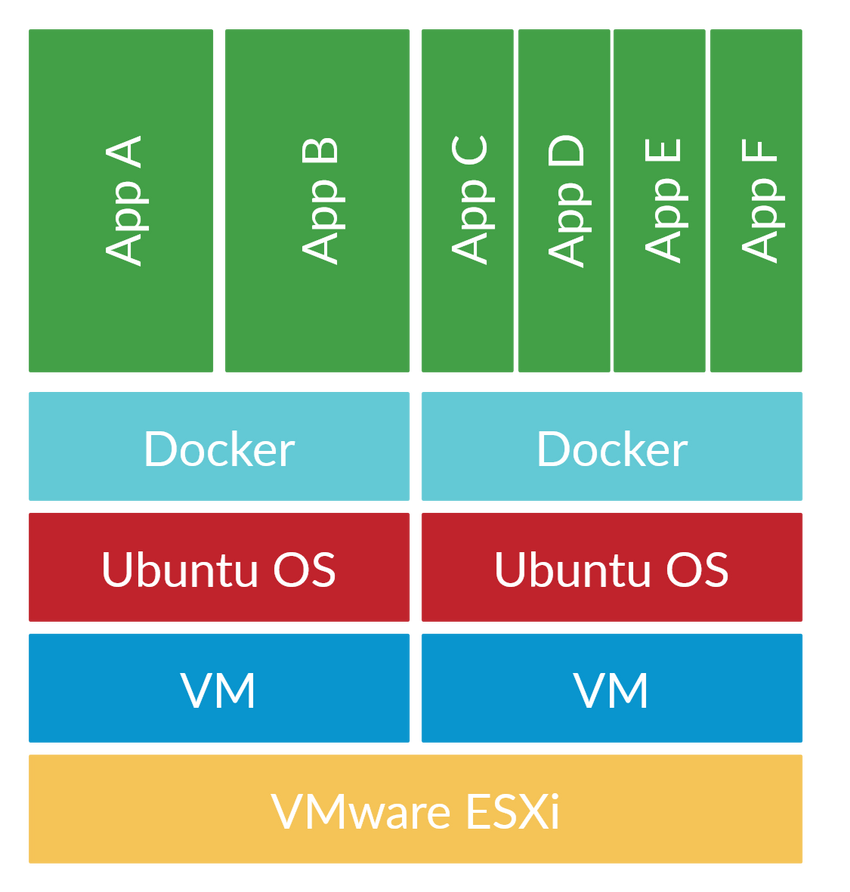 App A
App B
App C
App D
App E
App F
Docker
Docker
Ubuntu OS
Ubuntu OS
VM
VM
VMware ESXi